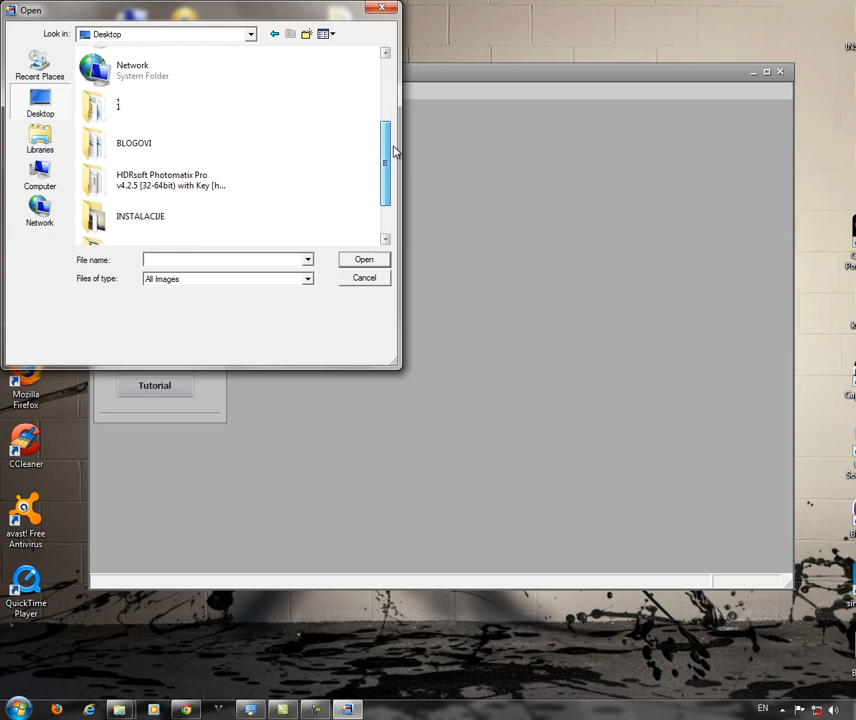 Open
Look in:
Desktop
Recent Places
Desktop
Libraries
Computer
Network
Network
System Folder
1
1
BLOGOVI
HDRsoft Photomatix Pro
v4.2.5 [32-64bit] with Key [h...
INSTALACIJE
File name:
Open
Files of type:
All Images
Cancel
Tutorial
Mozilla
Firefox
CCleaner
avast! Free
Antivirus
QuickTime
Player
EN